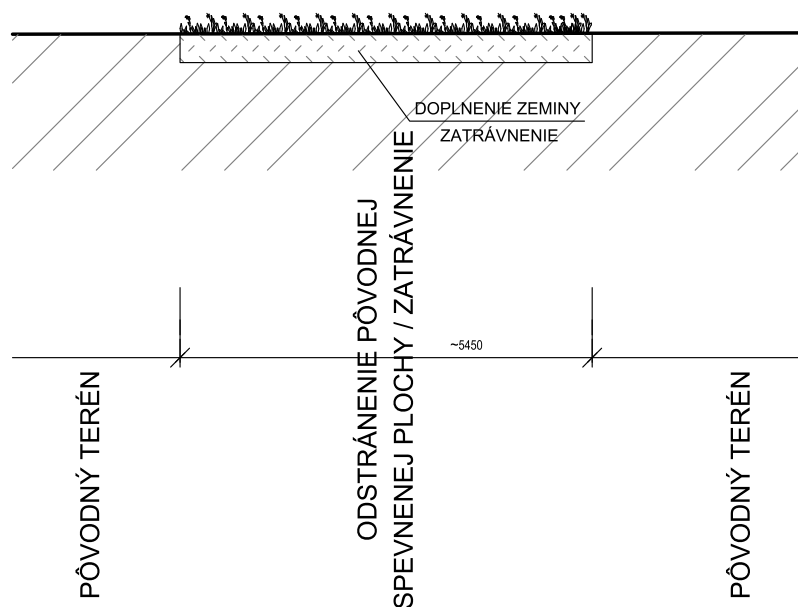 DOPLNENIE ZEMINY
ZATRÁVNENIE
~5450
PÔVODNÝ TERÉN
ODSTRÁNENIE PÔVODNEJ
SPEVNENEJ PLOCHY / ZATRÁVNENIE
PÔVODNÝ TERÉN